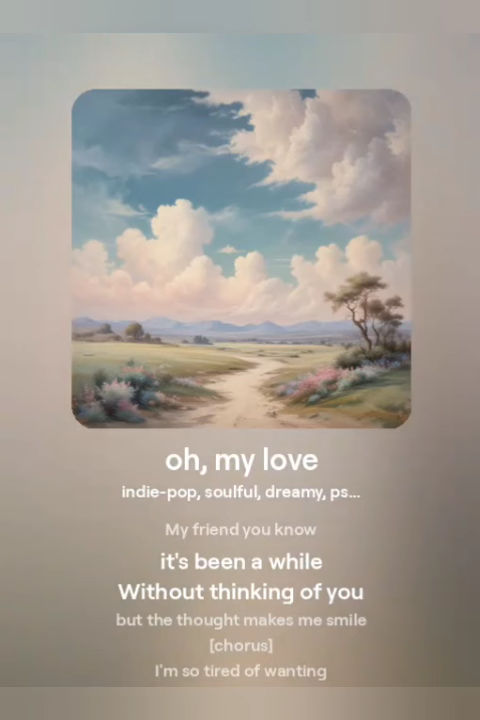 oh, my love
indie-pop, soulful, dreamy, ps...
My friend you know
it's been a while
Without thinking of you
but the thought makes me smile
[chorus]
I'm so tired of wanting